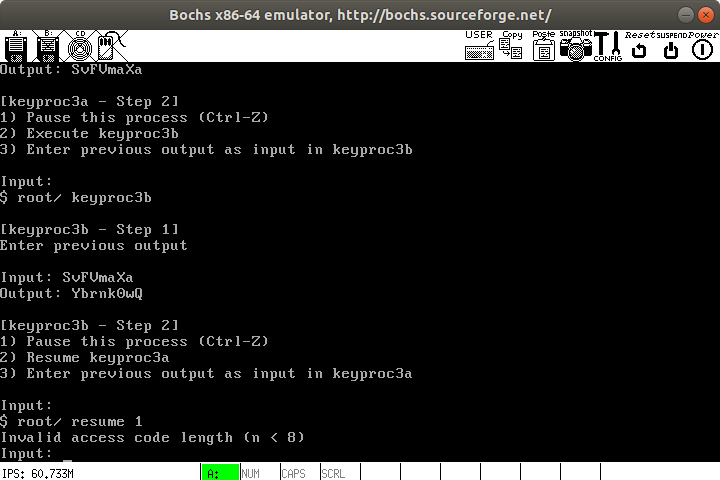 Bochs x86-64 emulator, http://bochs.sourceforge.net/
A: B: CD USER Copy Paste Snapshot CONFIG Reset SUSPEND Power
Output: SvFVmaXa
[keyproc3a - Step 2]
1) Pause this process (Ctrl-Z)
2) Execute keyproc3b
3) Enter previous output as input in keyproc3b
Input:
$ root/ keyproc3b
[keyproc3b - Step 1]
Enter previous output
Input: SvFVmaXa
Output: Ybrnk0wQ
[keyproc3b - Step 2]
1) Pause this process (Ctrl-Z)
2) Resume keyproc3a
3) Enter previous output as input in keyproc3a
Input:
$ root/ resume 1
Invalid access code length (n < 8)
Input: _
IPS: 60.733M A: NUM CAPS SCRL